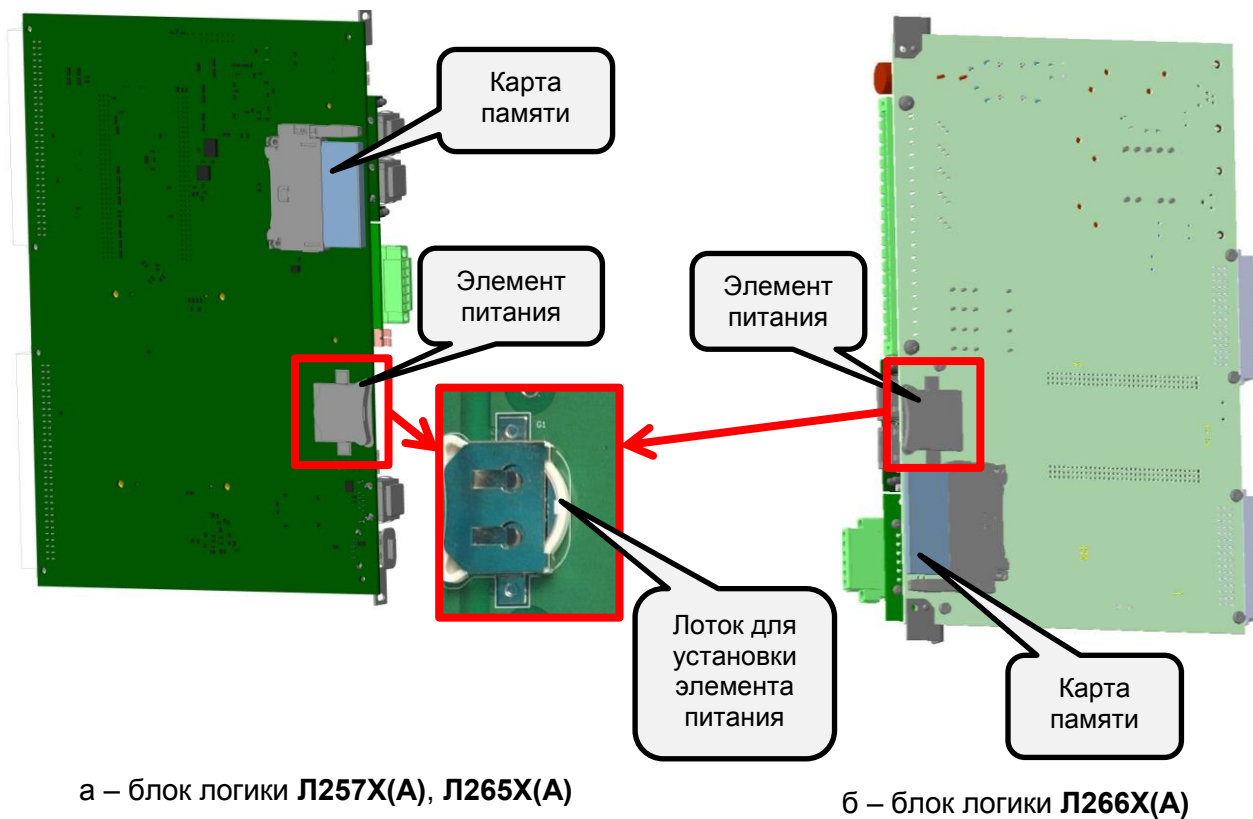 Карта
памяти
Элемент
питания
Элемент
питания
G1
Лоток для
установки
элемента
питания
Карта
памяти
а – блок логики Л257Х(А), Л265Х(А)
б – блок логики Л266Х(А)